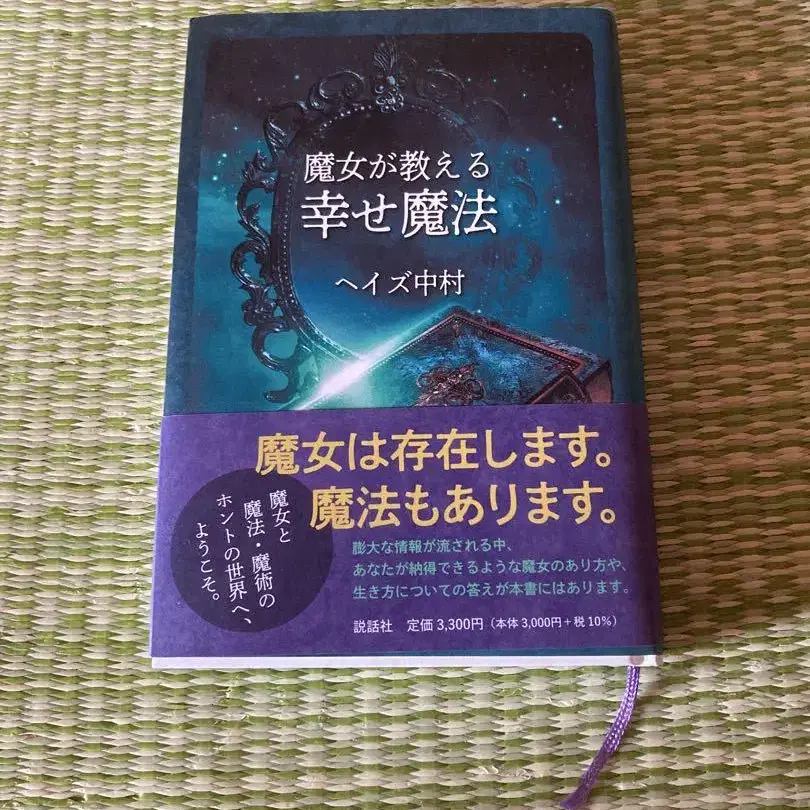 魔女が教える
幸せ魔法
ヘイズ中村
魔女は存在します。
魔法もあります。
魔女と
魔法・魔術の
ホントの世界へ、
ようこそ。
膨大な情報が流される中、
あなたが納得できるような魔女のあり方や、
生き方についての答えが本書にはあります。
説話社 定価3,300円（本体3,000円＋税10%）